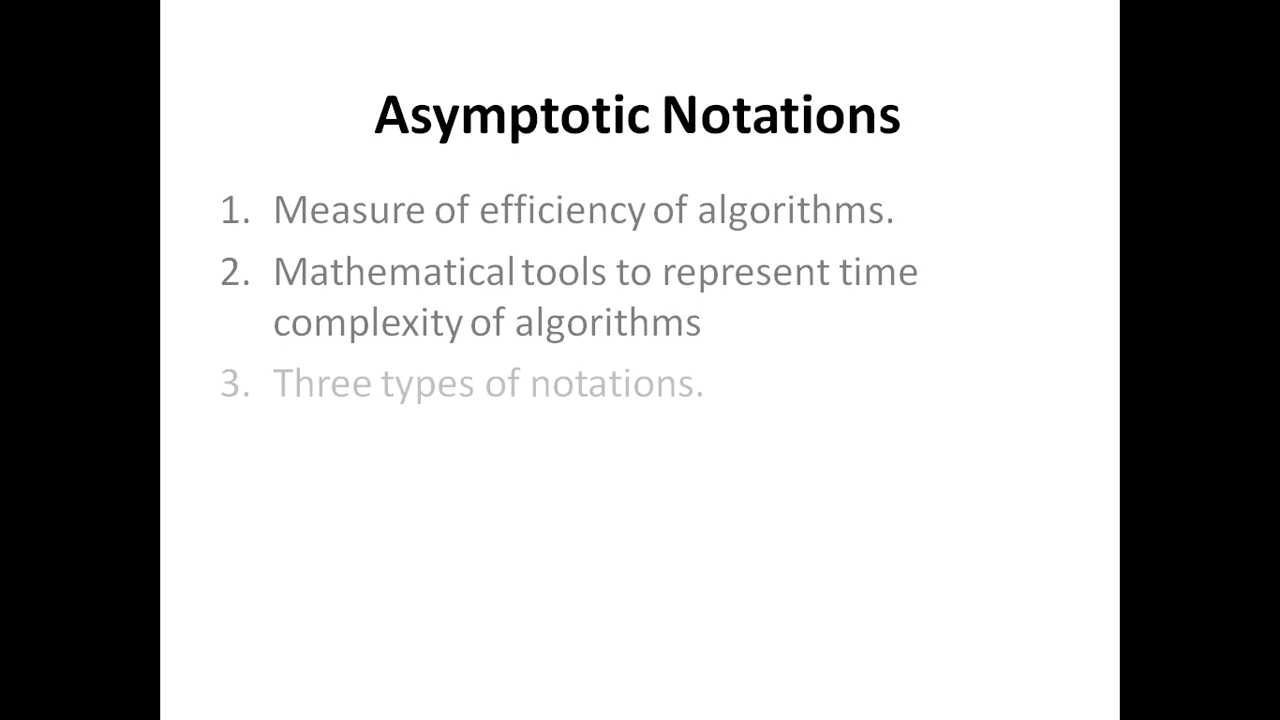 Asymptotic Notations
1. Measure of efficiency of algorithms.
2. Mathematical tools to represent time
complexity of algorithms
3. Three types of notations.